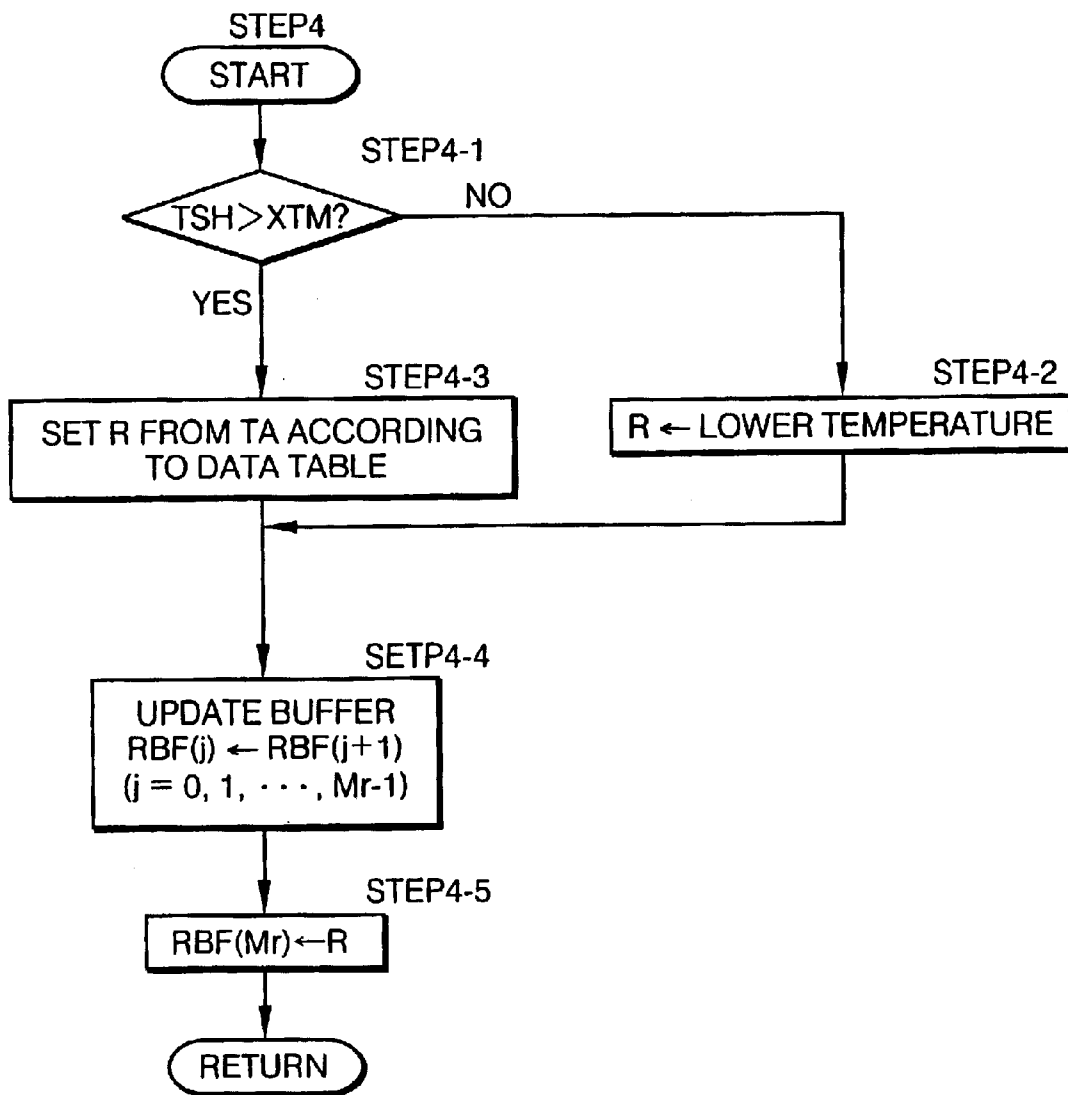 STEP4
START
STEP4-1
TSH>XTM?
NO
YES
STEP4-3
SET R FROM TA ACCORDING
TO DATA TABLE
STEP4-2
R ← LOWER TEMPERATURE
SETP4-4
UPDATE BUFFER
RBF(j) ← RBF(j+1)
(j = 0, 1, · · ·, Mr-1)
STEP4-5
RBF(Mr)←R
RETURN